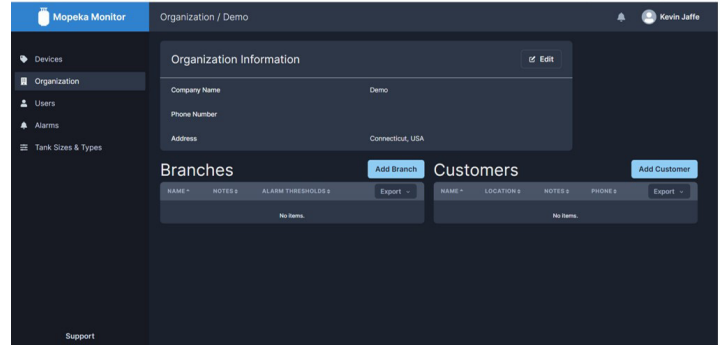 Mopeka Monitor
Organization / Demo
Kevin Jaffe
Devices
Organization
Users
Alarms
Tank Sizes & Types
Support
Organization Information
Edit
Company Name Demo
Phone Number
Address Connecticut, USA
Branches
Add Branch
NAME NOTES ALARM THRESHOLDS Export
No items.
Customers
Add Customer
NAME LOCATION NOTES PHONE Export
No items.